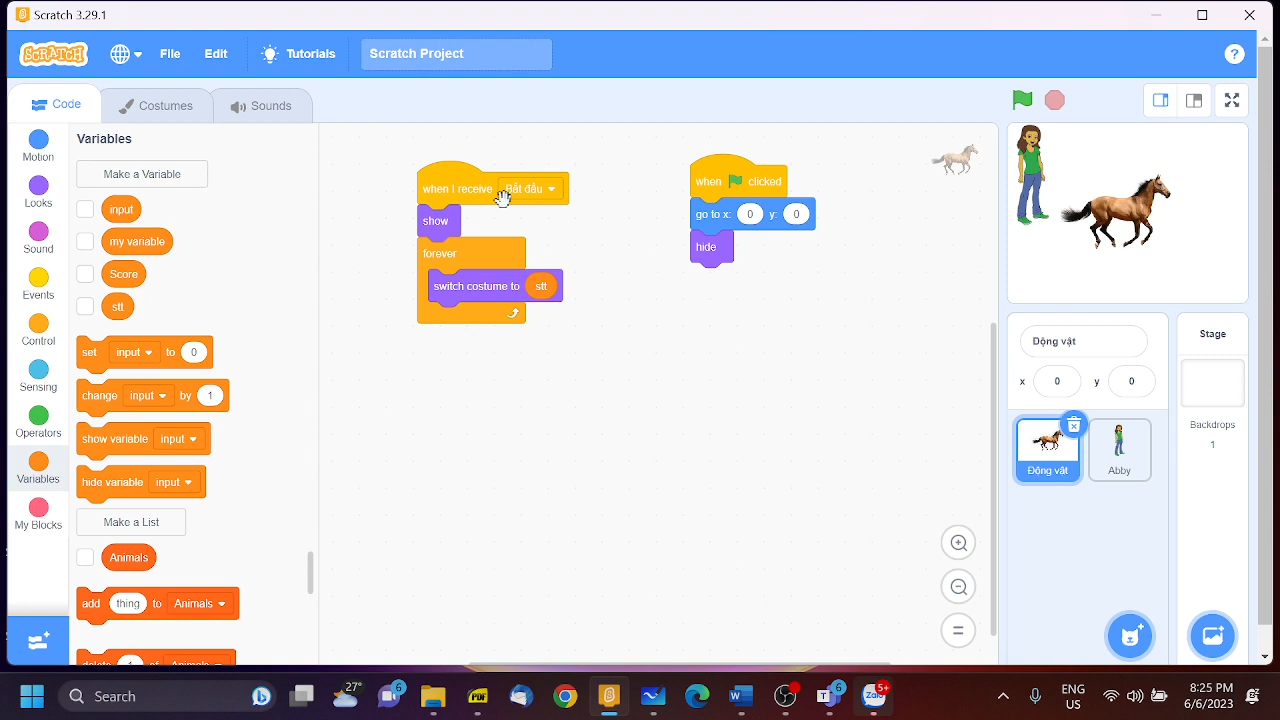 Scratch 3.29.1
SCRATCH
File
Edit
Tutorials
Scratch Project
?
Code
Costumes
Sounds
Motion
Looks
Sound
Events
Control
Sensing
Operators
Variables
My Blocks
Variables
Make a Variable
input
my variable
Score
stt
set input to 0
change input by 1
show variable input
hide variable input
Make a List
Animals
add thing to Animals
when I receive Bắt đầu
show
forever
switch costume to stt
when clicked
go to x: 0 y: 0
hide
Động vật
x 0 y 0
Động vật
Abby
Stage
Backdrops
1
Search
27°
6
6
5+
ENG
US
8:25 PM
6/6/2023